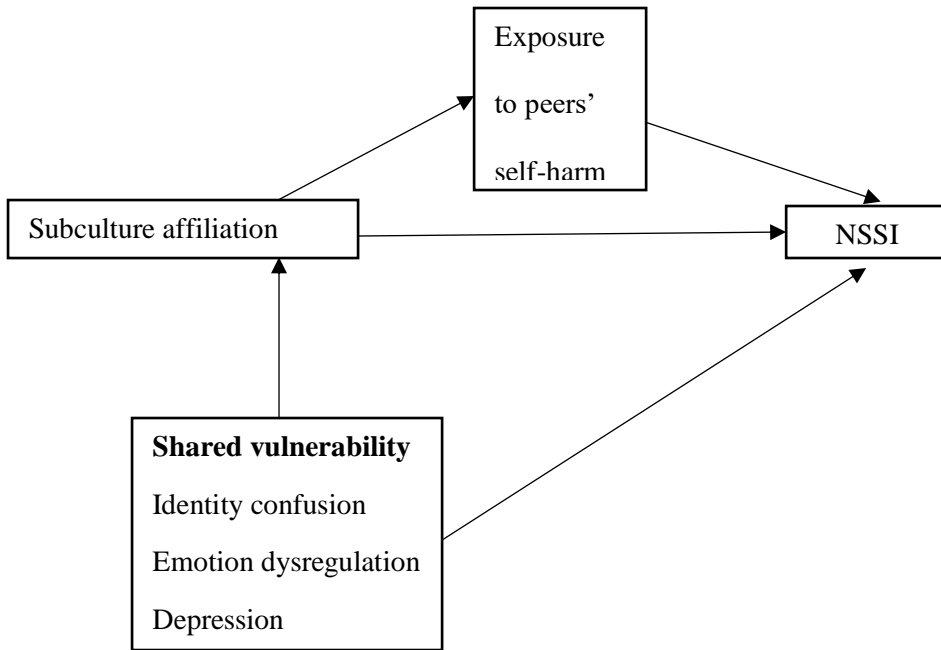 Exposure
to peers’
self-harm
Subculture affiliation
NSSI
Shared vulnerability
Identity confusion
Emotion dysregulation
Depression